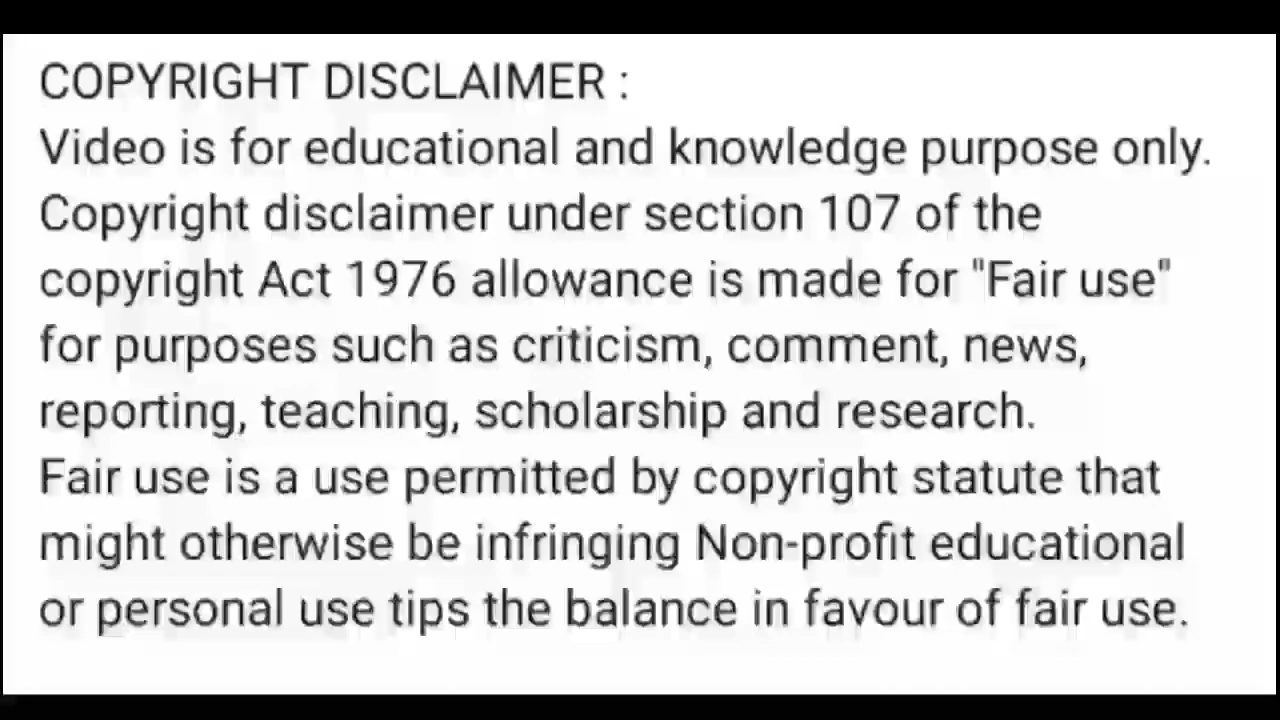 COPYRIGHT DISCLAIMER :
Video is for educational and knowledge purpose only.
Copyright disclaimer under section 107 of the
copyright Act 1976 allowance is made for "Fair use"
for purposes such as criticism, comment, news,
reporting, teaching, scholarship and research.
Fair use is a use permitted by copyright statute that
might otherwise be infringing Non-profit educational
or personal use tips the balance in favour of fair use.